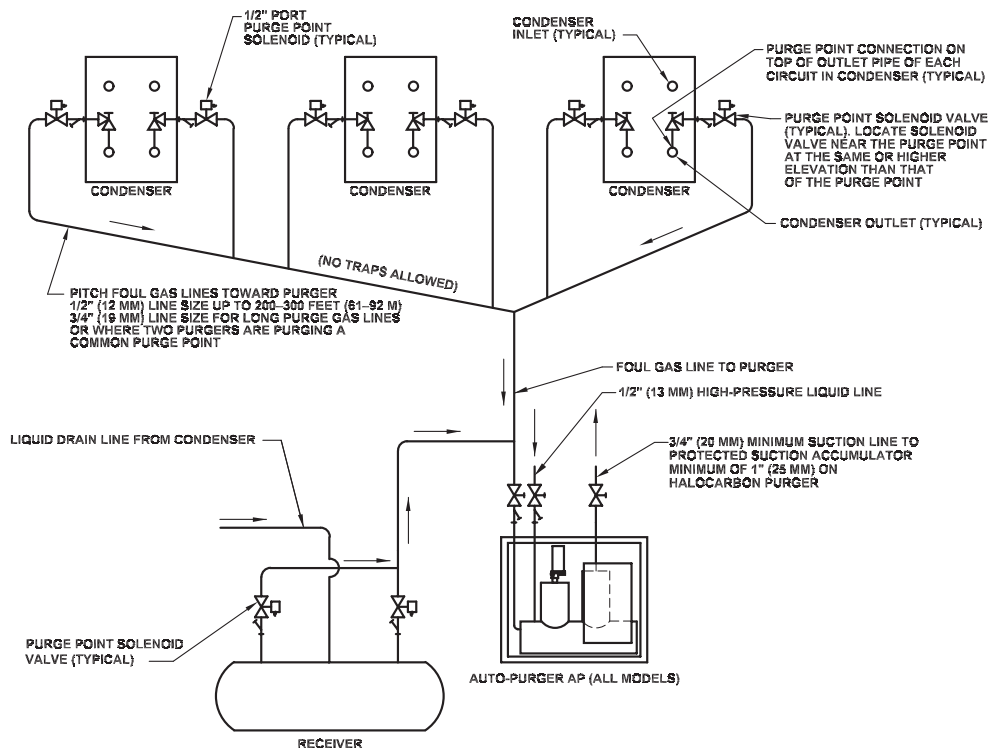 1/2" PORT
PURGE POINT
SOLENOID (TYPICAL)
CONDENSER
INLET (TYPICAL)
PURGE POINT CONNECTION ON
TOP OF OUTLET PIPE OF EACH
CIRCUIT IN CONDENSER (TYPICAL)
PURGE POINT SOLENOID VALVE
(TYPICAL). LOCATE SOLENOID
VALVE NEAR THE PURGE POINT
AT THE SAME OR HIGHER
ELEVATION THAN THAT
OF THE PURGE POINT
CONDENSER
CONDENSER
CONDENSER
CONDENSER OUTLET (TYPICAL)
(NO TRAPS ALLOWED)
PITCH FOUL GAS LINES TOWARD PURGER
1/2" (12 MM) LINE SIZE UP TO 200–300 FEET (61–92 M)
3/4" (19 MM) LINE SIZE FOR LONG PURGE GAS LINES
OR WHERE TWO PURGERS ARE PURGING A
COMMON PURGE POINT
FOUL GAS LINE TO PURGER
1/2" (13 MM) HIGH-PRESSURE LIQUID LINE
LIQUID DRAIN LINE FROM CONDENSER
3/4" (20 MM) MINIMUM SUCTION LINE TO
PROTECTED SUCTION ACCUMULATOR
MINIMUM OF 1" (25 MM) ON
HALOCARBON PURGER
PURGE POINT SOLENOID
VALVE (TYPICAL)
AUTO-PURGER AP (ALL MODELS)
RECEIVER